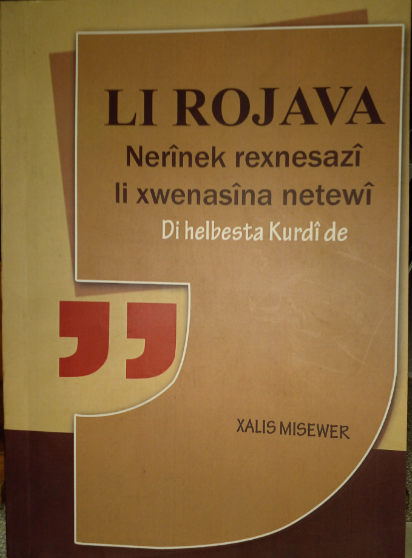 LI ROJAVA
Nerînek rexnesazî
li xwenasîna netewî
Di helbesta Kurdî de
XALIS MISEWER